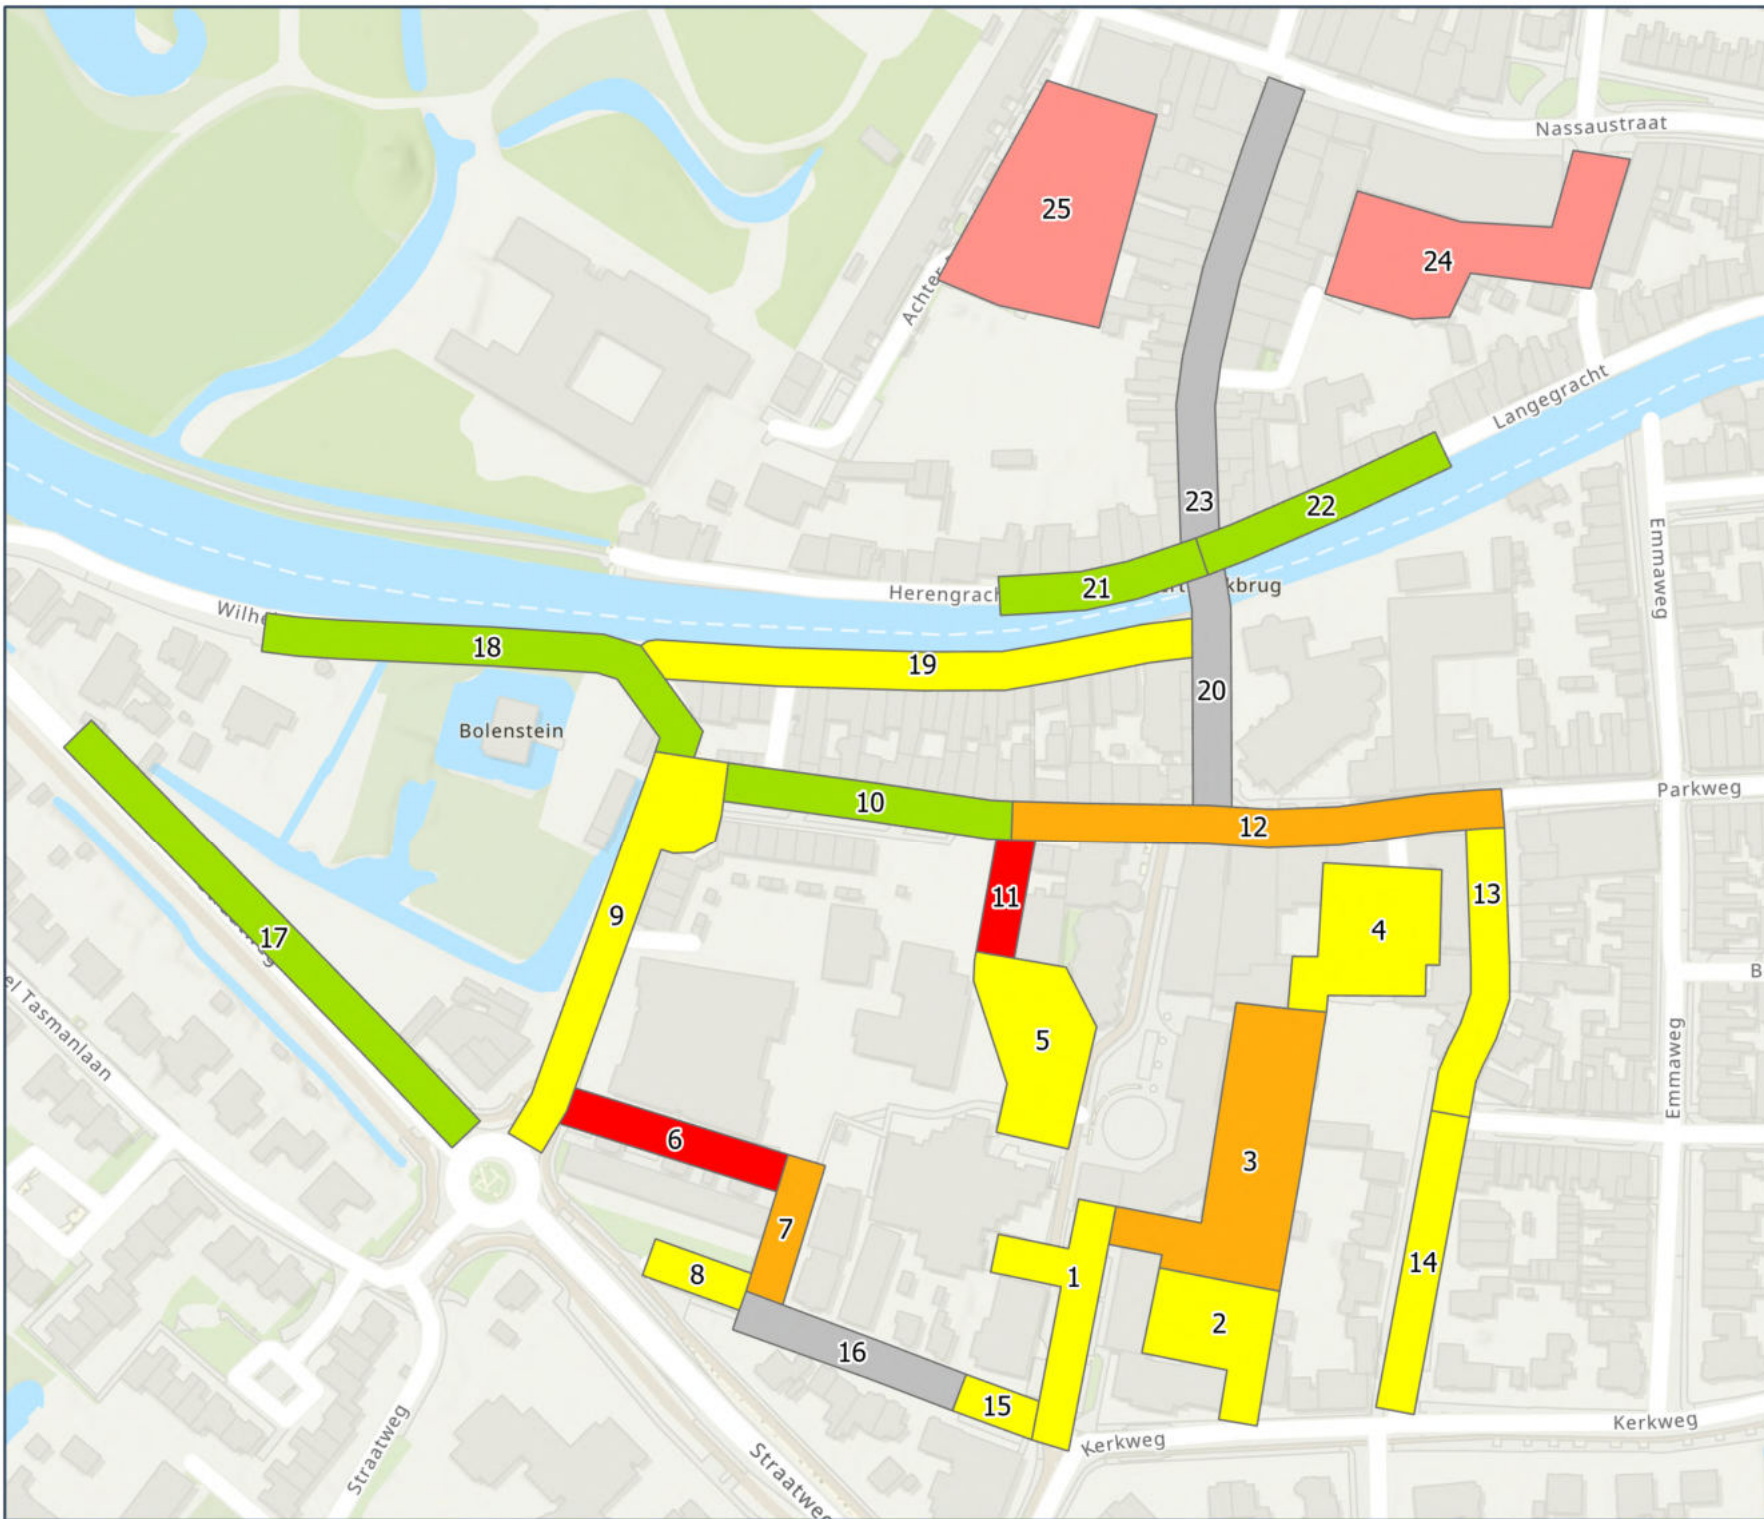 Nassaustraat
25
24
Achter
Langegracht
23
22
Emmaweg
21
Herengrach
kbrug
Wilhe
18
19
20
Bolenstein
Parkweg
10
12
11
13
9
4
17
B
el Tasmanlaan
5
Emmaweg
6
3
7
14
8
1
2
16
15
Kerkweg
Kerkweg
Straatweg
Straatweg